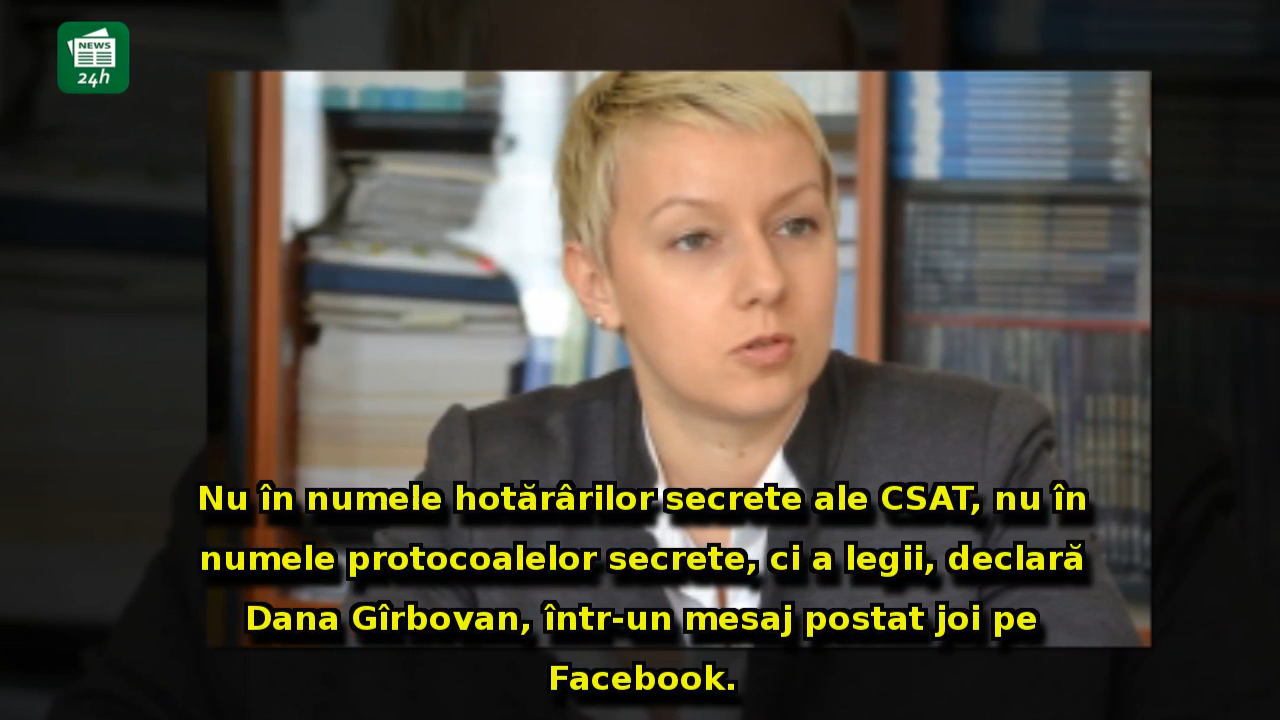 NEWS
24h
Nu în numele hotărârilor secrete ale CSAT, nu în
numele protocoalelor secrete, ci a legii, declară
Dana Gîrbovan, într-un mesaj postat joi pe
Facebook.